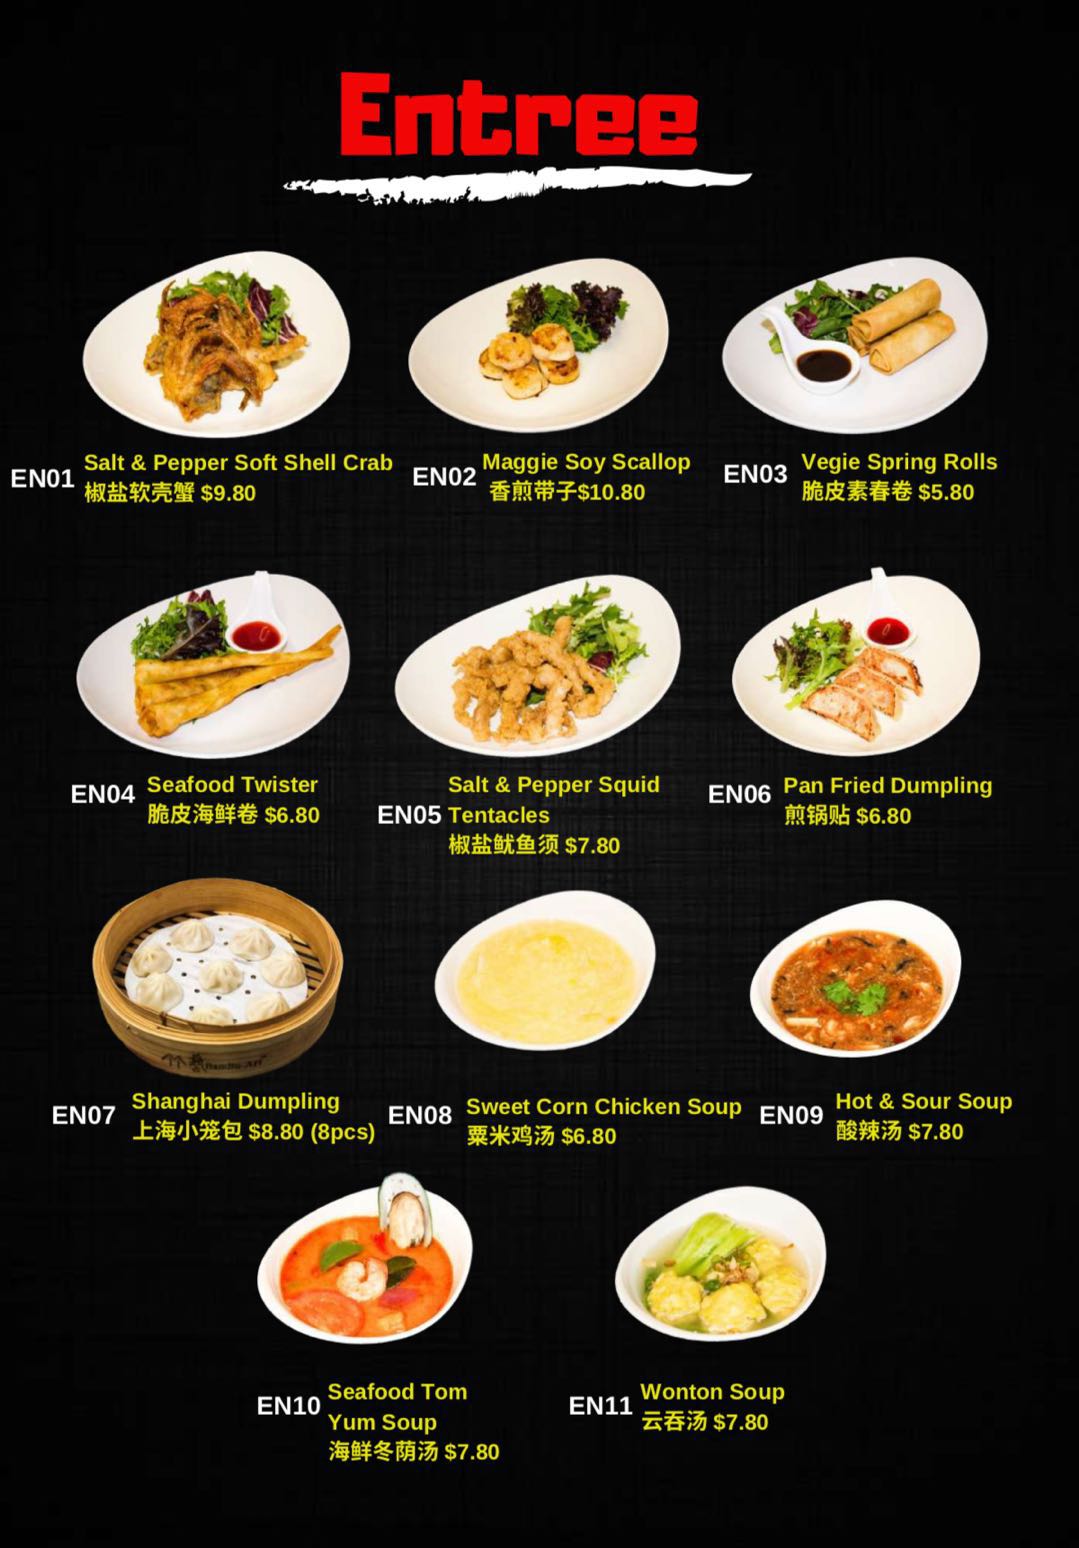 Entree
EN01
Salt & Pepper Soft Shell Crab
椒盐软壳蟹 $9.80
EN02
Maggie Soy Scallop
香煎带子$10.80
EN03
Vegie Spring Rolls
脆皮素春卷 $5.80
EN04
Seafood Twister
脆皮海鲜卷 $6.80
EN05
Salt & Pepper Squid
Tentacles
椒盐鱿鱼须 $7.80
EN06
Pan Fried Dumpling
煎锅贴 $6.80
EN07
Shanghai Dumpling
上海小笼包 $8.80 (8pcs)
EN08
Sweet Corn Chicken Soup
粟米鸡汤 $6.80
EN09
Hot & Sour Soup
酸辣汤 $7.80
EN10
Seafood Tom
Yum Soup
海鲜冬荫汤 $7.80
EN11
Wonton Soup
云吞汤 $7.80